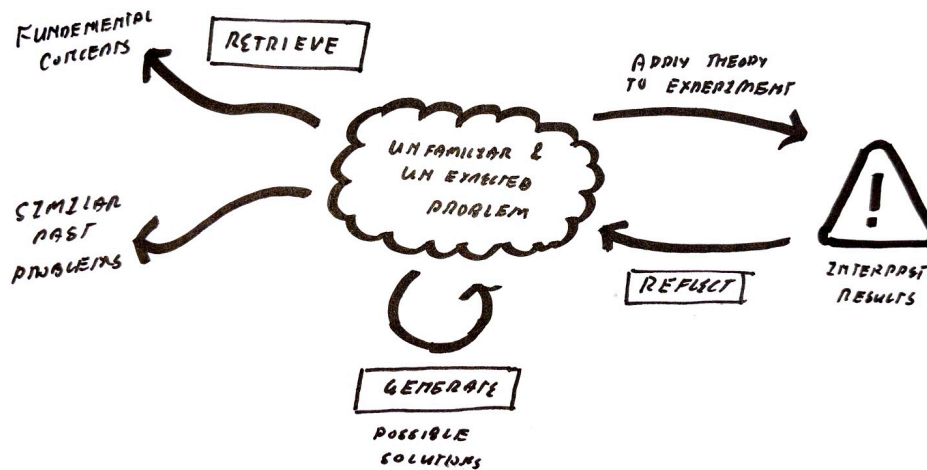 FUNDEMENTAL
CONCEPTS
RETRIEVE
APPLY THEORY
TO EXPERIMENT
UNFAMILIAR &
UN EXPECTED
PROBLEM
!
SIMILAR
PAST
PROBLEMS
REFLECT
INTERPRET
RESULTS
GENERATE
POSSIBLE
SOLUTIONS